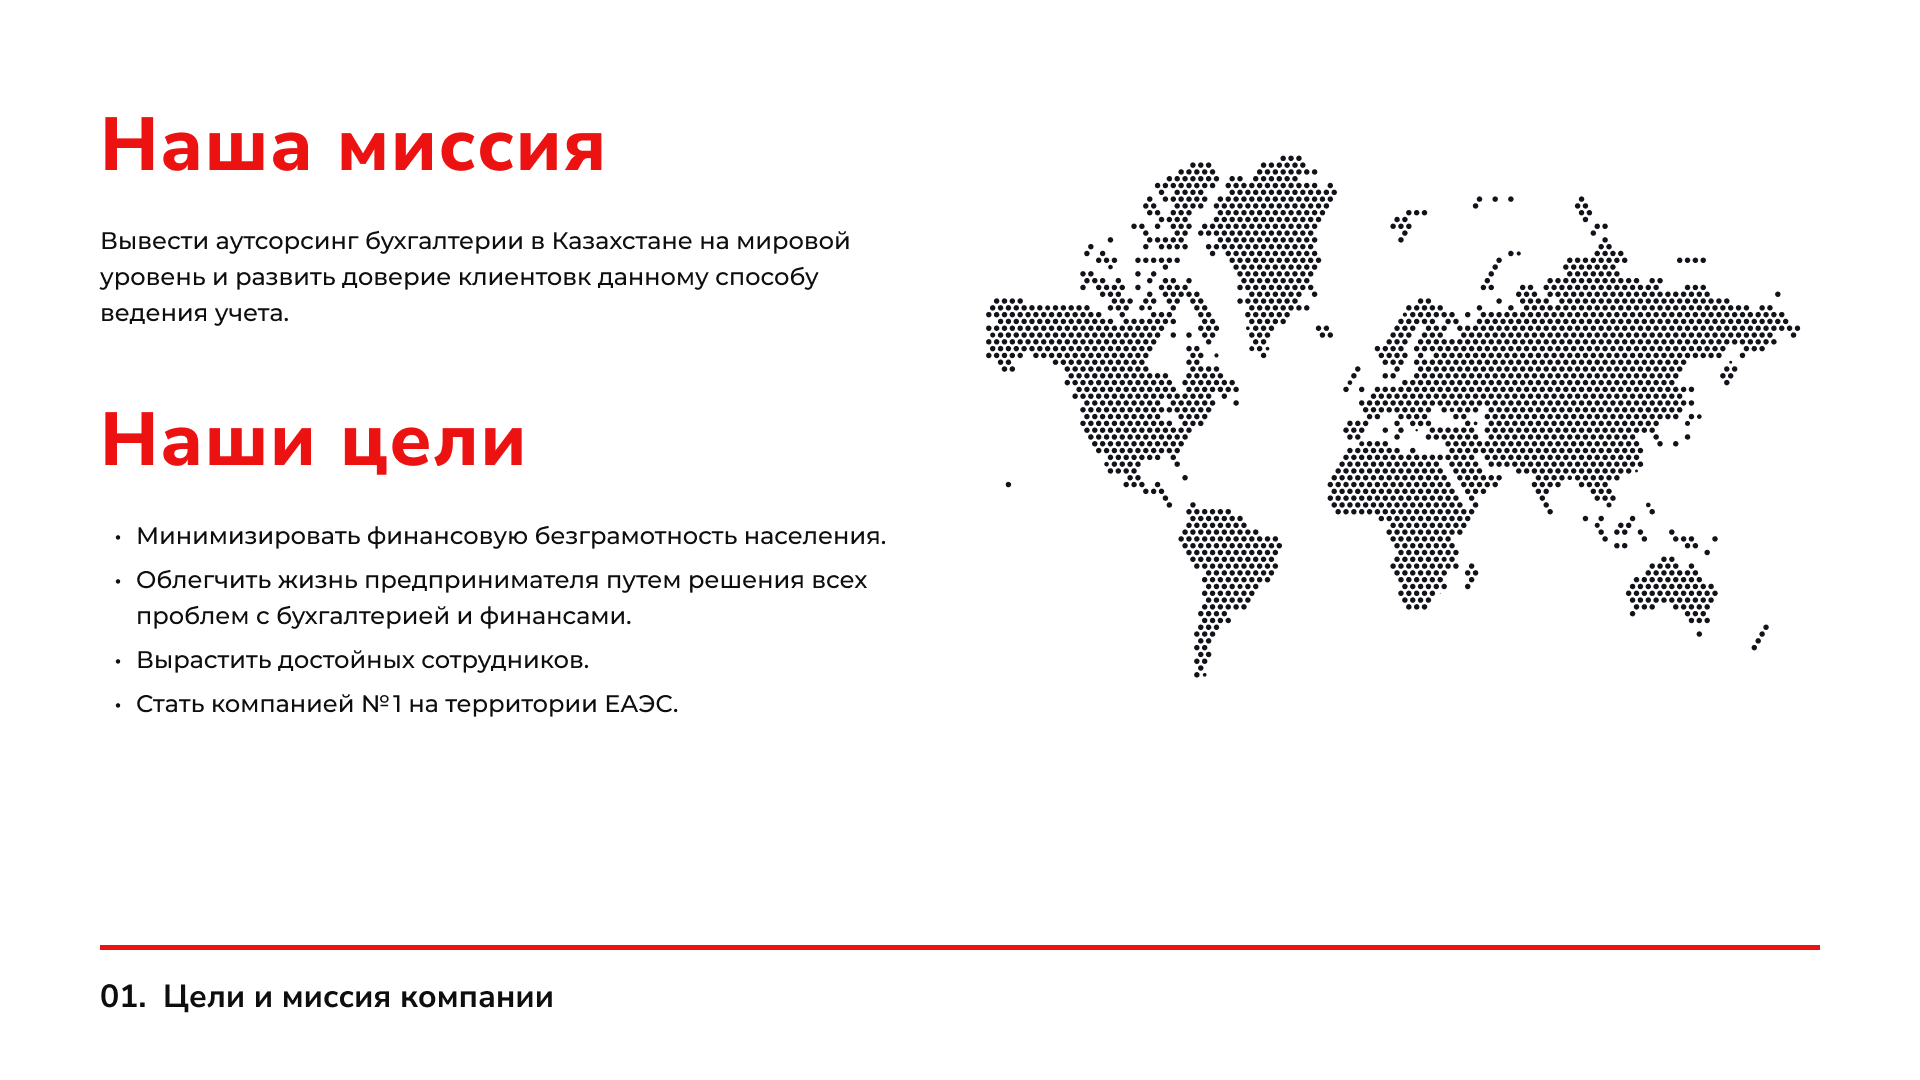 Наша миссия
Вывести аутсорсинг бухгалтерии в Казахстане на мировой
уровень и развить доверие клиентовк данному способу
ведения учета.
Наши цели
• Минимизировать финансовую безграмотность населения.
• Облегчить жизнь предпринимателя путем решения всех
проблем с бухгалтерией и финансами.
• Вырастить достойных сотрудников.
• Стать компанией №1 на территории ЕАЭС.
01. Цели и миссия компании